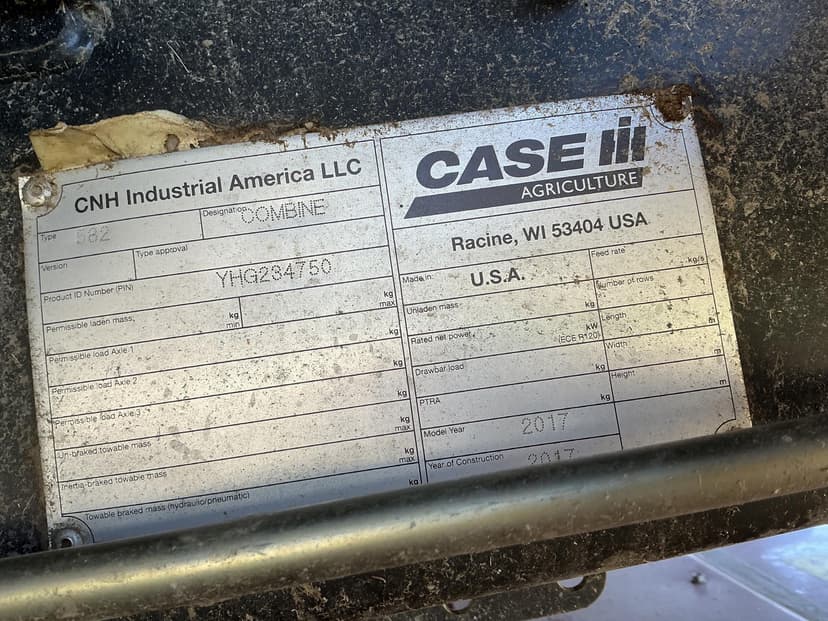 CNH Industrial America LLC
Type 582
Designation COMBINE
Version
Type approval
Product ID Number (PIN) YHG234750
Permissible laden mass kg min
kg max
Permissible load Axle 1 kg
Permissible load Axle 2 kg
Permissible load Axle 3 kg
Un-braked towable mass kg max
Inertia-braked towable mass kg max
Towable braked mass (hydraulic/pneumatic) kg
CASE IH
AGRICULTURE
Racine, WI 53404 USA
Made in: U.S.A.
Feed rate kg/s
Unladen mass kg
Number of rows
Rated net power kW (ECE R120)
Length m
Drawbar load kg
Width m
PTRA kg
Height m
Model Year 2017
Year of Construction 2017